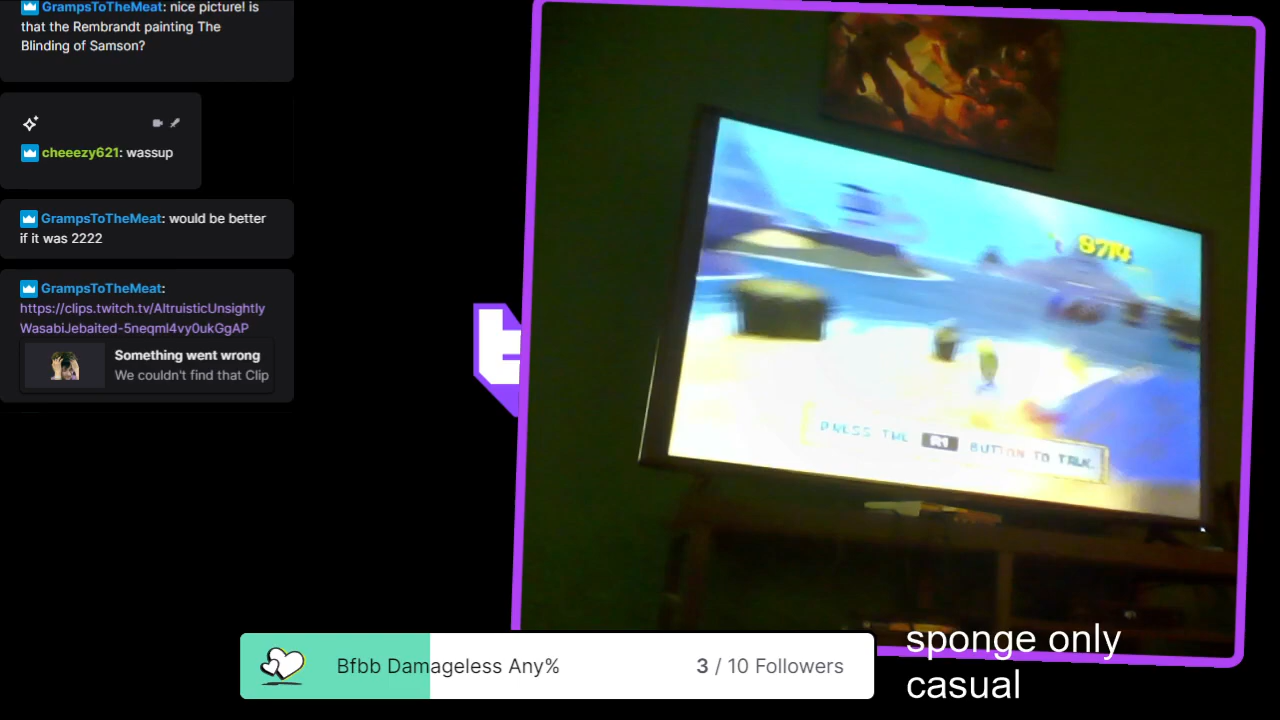 GrampsToTheMeat: nice picture! is
that the Rembrandt painting The
Blinding of Samson?
cheeezy621: wassup
GrampsToTheMeat: would be better
if it was 2222
GrampsToTheMeat:
https://clips.twitch.tv/AltruisticUnsightly
WasabiJebaited-5neqml4vy0ukGgAP
Something went wrong
We couldn't find that Clip
PRESS THE R1 BUTTON TO TALK.
Bfbb Damageless Any% 3 / 10 Followers
sponge only
casual